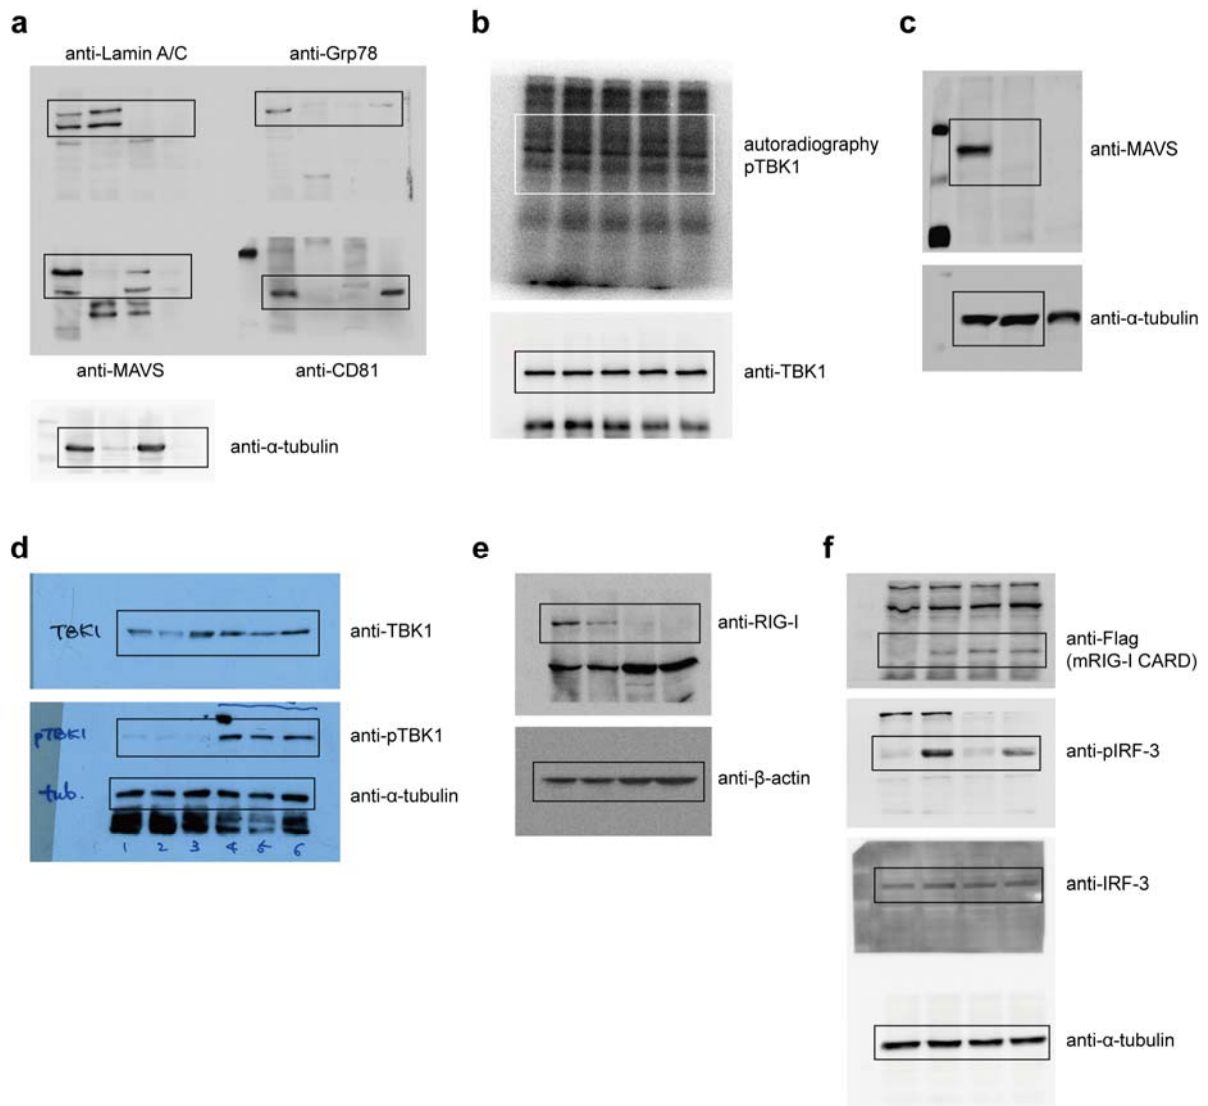 a
anti-Lamin A/C
anti-Grp78
anti-MAVS
anti-CD81
anti-α-tubulin
b
autoradiography
pTBK1
anti-TBK1
c
anti-MAVS
anti-α-tubulin
d
TBK1
anti-TBK1
pTBK1
anti-pTBK1
tub.
anti-α-tubulin
1 2 3 4 5 6
e
anti-RIG-I
anti-β-actin
f
anti-Flag
(mRIG-I CARD)
anti-pIRF-3
anti-IRF-3
anti-α-tubulin